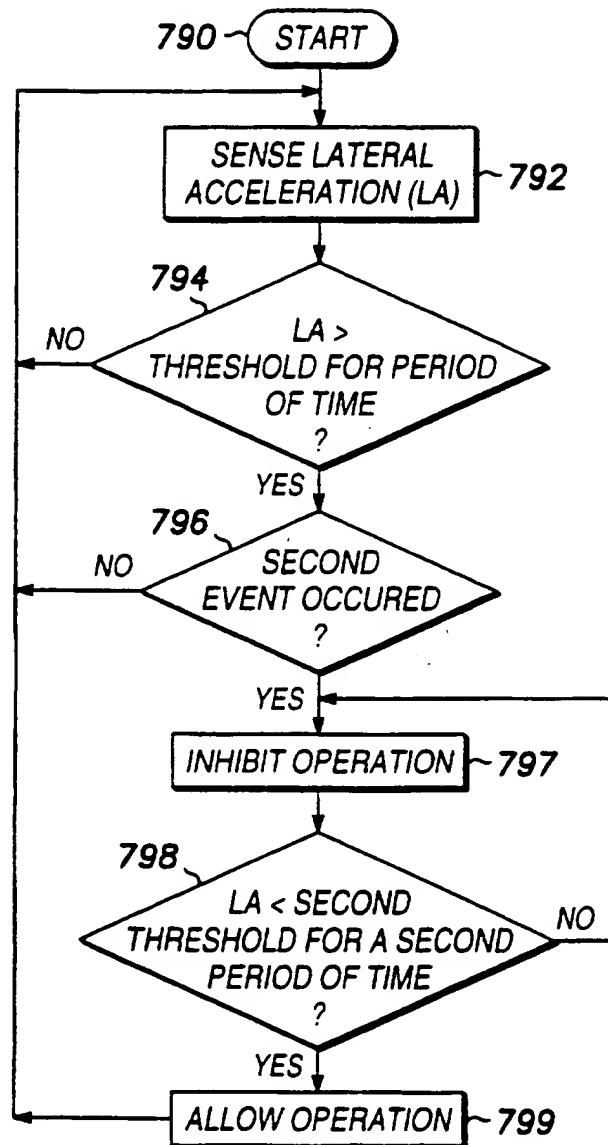 790 START
SENSE LATERAL
ACCELERATION (LA)
792
794
NO
LA >
THRESHOLD FOR PERIOD
OF TIME
?
YES
796
NO
SECOND
EVENT OCCURED
?
YES
INHIBIT OPERATION 797
798
LA < SECOND
THRESHOLD FOR A SECOND
PERIOD OF TIME
?
NO
YES
ALLOW OPERATION 799